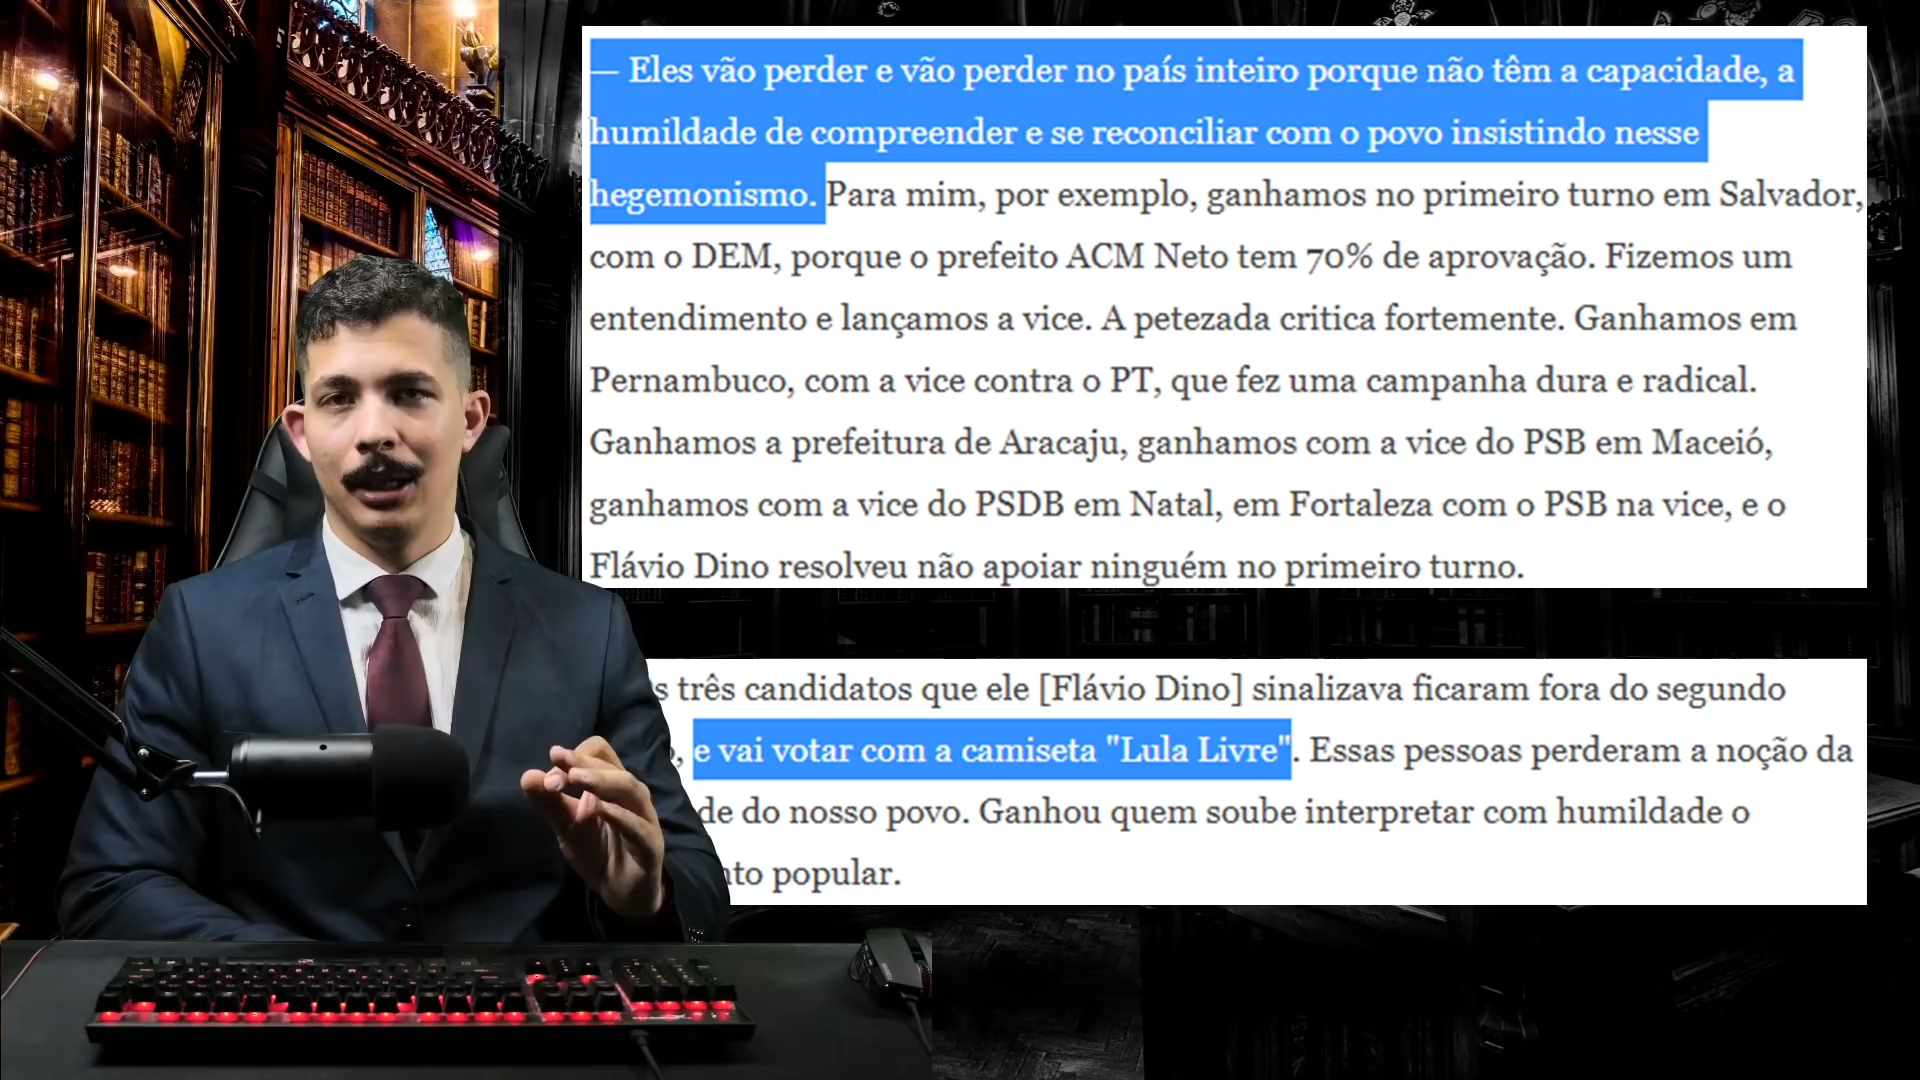 — Eles vão perder e vão perder no país inteiro porque não têm a capacidade, a
humildade de compreender e se reconciliar com o povo insistindo nesse
hegemonismo. Para mim, por exemplo, ganhamos no primeiro turno em Salvador,
com o DEM, porque o prefeito ACM Neto tem 70% de aprovação. Fizemos um
entendimento e lançamos a vice. A petezada critica fortemente. Ganhamos em
Pernambuco, com a vice contra o PT, que fez uma campanha dura e radical.
Ganhamos a prefeitura de Aracaju, ganhamos com a vice do PSB em Maceió,
ganhamos com a vice do PSDB em Natal, em Fortaleza com o PSB na vice, e o
Flávio Dino resolveu não apoiar ninguém no primeiro turno.
três candidatos que ele [Flávio Dino] sinalizava ficaram fora do segundo
e vai votar com a camiseta "Lula Livre". Essas pessoas perderam a noção da
do nosso povo. Ganhou quem soube interpretar com humildade o
popular.